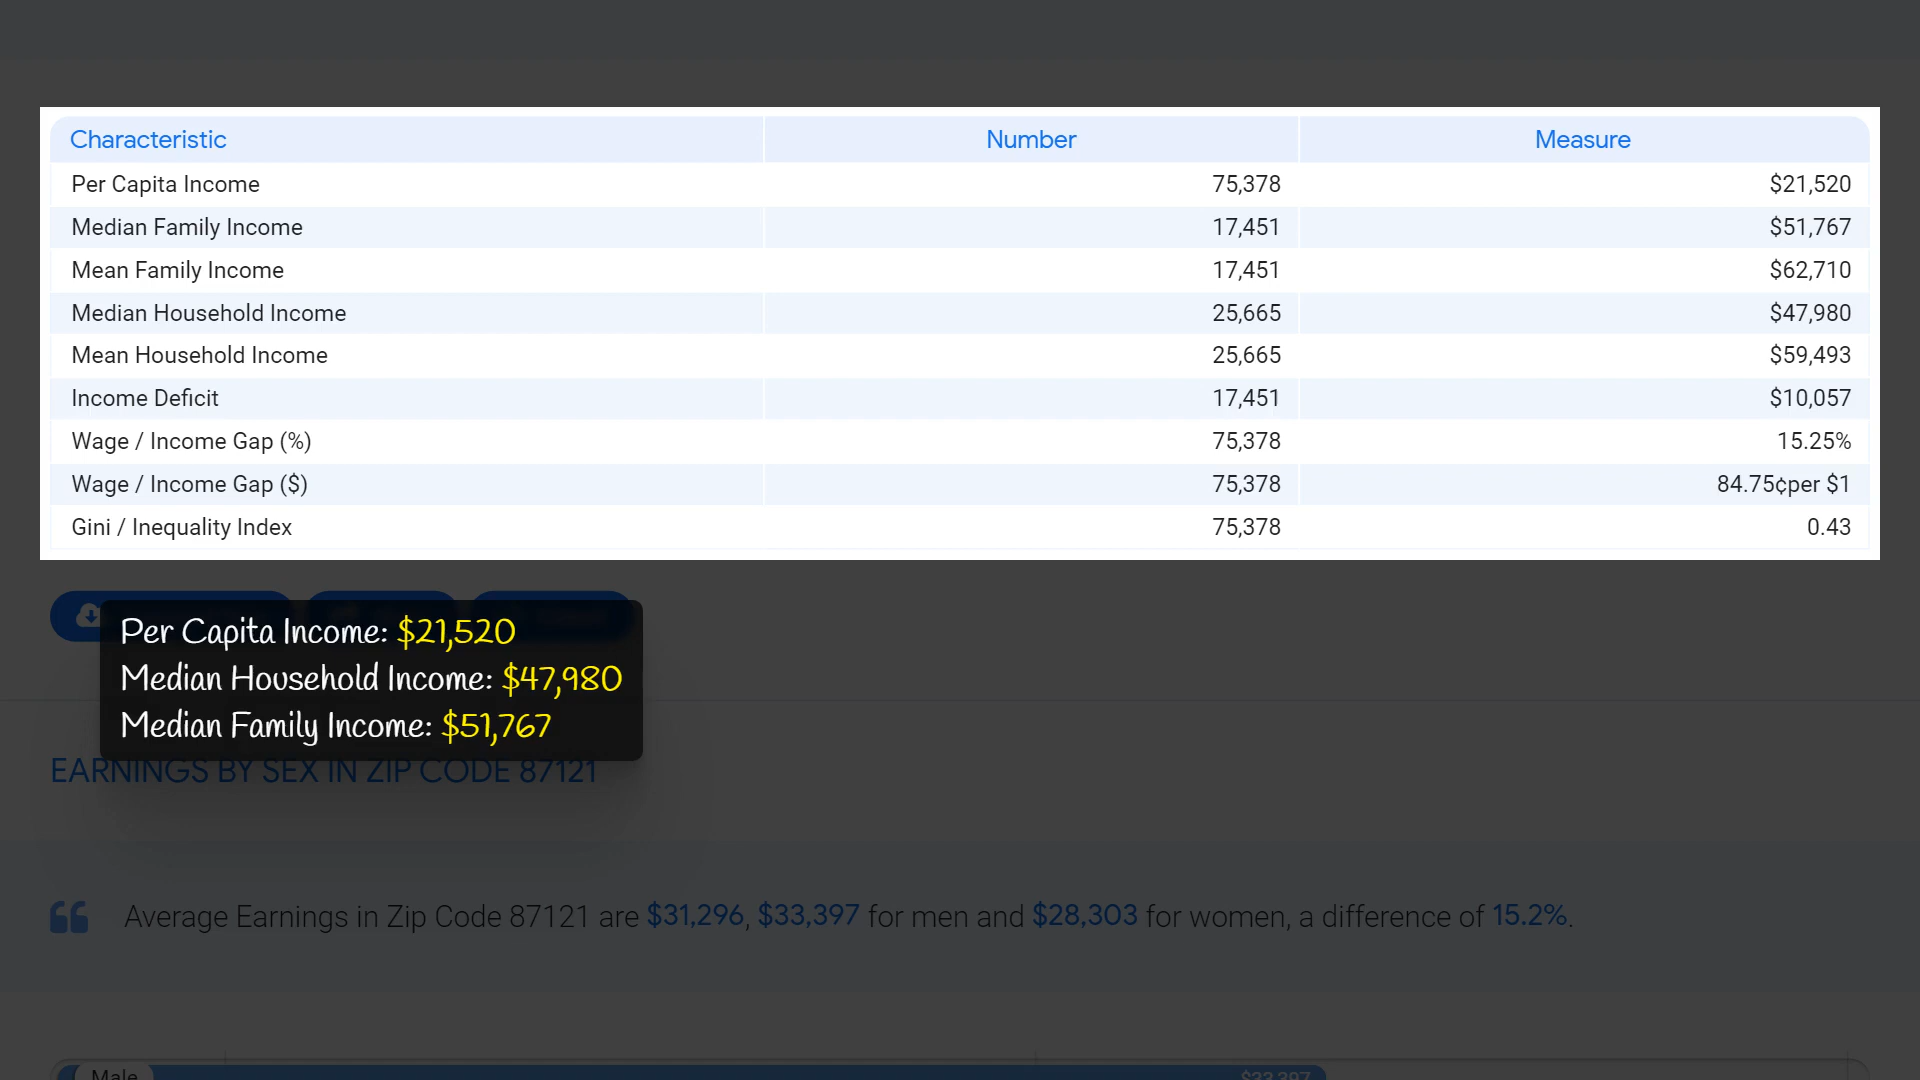 Characteristic Number Measure
Per Capita Income 75,378 $21,520
Median Family Income 17,451 $51,767
Mean Family Income 17,451 $62,710
Median Household Income 25,665 $47,980
Mean Household Income 25,665 $59,493
Income Deficit 17,451 $10,057
Wage / Income Gap (%) 75,378 15.25%
Wage / Income Gap ($) 75,378 84.75¢per $1
Gini / Inequality Index 75,378 0.43
Per Capita Income: $21,520
Median Household Income: $47,980
Median Family Income: $51,767
EARNINGS BY SEX IN ZIP CODE 87121
Average Earnings in Zip Code 87121 are $31,296, $33,397 for men and $28,303 for women, a difference of 15.2%.
Male $33,397